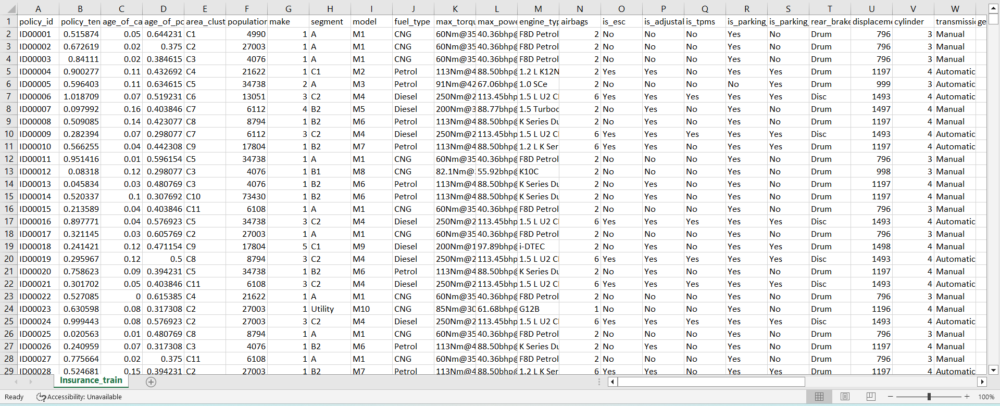 A B C D E F G H I J K L M N O P Q R S T U V W
1 policy_id policy_ten age_of_ca age_of_po area_clust population make segment model fuel_type max_torqu max_powe engine_typ airbags is_esc is_adjustal is_tpms is_parking_ is_parking_ rear_brake displaceme cylinder transmissio ge
2 ID00001 0.515874 0.05 0.644231 C1 4990 1 A M1 CNG 60Nm@35 40.36bhp@ F8D Petrol 2 No No No Yes No Drum 796 3 Manual
3 ID00002 0.672619 0.02 0.375 C2 27003 1 A M1 CNG 60Nm@35 40.36bhp@ F8D Petrol 2 No No No Yes No Drum 796 3 Manual
4 ID00003 0.84111 0.02 0.384615 C3 4076 1 A M1 CNG 60Nm@35 40.36bhp@ F8D Petrol 2 No No No Yes No Drum 796 3 Manual
5 ID00004 0.900277 0.11 0.432692 C4 21622 1 C1 M2 Petrol 113Nm@4 88.50bhp@ 1.2 L K12N 2 Yes Yes No Yes Yes Drum 1197 4 Automatic
6 ID00005 0.596403 0.11 0.634615 C5 34738 2 A M3 Petrol 91Nm@42 67.06bhp@ 1.0 SCe 2 No No No No Yes Drum 999 3 Automatic
7 ID00006 1.018709 0.07 0.519231 C6 13051 3 C2 M4 Diesel 250Nm@2 113.45bhp 1.5 L U2 C 6 Yes Yes Yes Yes Yes Disc 1493 4 Automatic
8 ID00007 0.097992 0.16 0.403846 C7 6112 4 B2 M5 Diesel 200Nm@3 88.77bhp@ 1.5 Turboc 2 No Yes No Yes No Drum 1497 4 Manual
9 ID00008 0.509085 0.14 0.423077 C8 8794 1 B2 M6 Petrol 113Nm@4 88.50bhp@ K Series Du 2 No Yes No Yes No Drum 1197 4 Manual
10 ID00009 0.282394 0.07 0.298077 C7 6112 3 C2 M4 Diesel 250Nm@2 113.45bhp 1.5 L U2 C 6 Yes Yes Yes Yes Yes Disc 1493 4 Automatic
11 ID00010 0.566255 0.04 0.442308 C9 17804 1 B2 M7 Petrol 113Nm@4 88.50bhp@ 1.2 L K Ser 6 Yes Yes No Yes Yes Drum 1197 4 Automatic
12 ID00011 0.951416 0.01 0.596154 C5 34738 1 A M1 CNG 60Nm@35 40.36bhp@ F8D Petrol 2 No No No Yes No Drum 796 3 Manual
13 ID00012 0.08318 0.12 0.298077 C3 4076 1 B1 M8 CNG 82.1Nm@ 55.92bhp@ K10C 2 No No No Yes No Drum 998 3 Manual
14 ID00013 0.045834 0.03 0.480769 C3 4076 1 B2 M6 Petrol 113Nm@4 88.50bhp@ K Series Du 2 No Yes No Yes No Drum 1197 4 Manual
15 ID00014 0.520337 0.1 0.307692 C10 73430 1 B2 M6 Petrol 113Nm@4 88.50bhp@ K Series Du 2 No Yes No Yes No Drum 1197 4 Manual
16 ID00015 0.213589 0.04 0.403846 C11 6108 1 A M1 CNG 60Nm@35 40.36bhp@ F8D Petrol 2 No No No Yes No Drum 796 3 Manual
17 ID00016 0.897771 0.04 0.576923 C5 34738 3 C2 M4 Diesel 250Nm@2 113.45bhp 1.5 L U2 C 6 Yes Yes Yes Yes Yes Disc 1493 4 Automatic
18 ID00017 0.321145 0.03 0.605769 C2 27003 1 A M1 CNG 60Nm@35 40.36bhp@ F8D Petrol 2 No No No Yes No Drum 796 3 Manual
19 ID00018 0.241421 0.12 0.471154 C9 17804 5 C1 M9 Diesel 200Nm@1 97.89bhp@ i-DTEC 2 No Yes No Yes Yes Drum 1498 4 Manual
20 ID00019 0.295967 0.12 0.5 C8 8794 3 C2 M4 Diesel 250Nm@2 113.45bhp 1.5 L U2 C 6 Yes Yes Yes Yes Yes Disc 1493 4 Automatic
21 ID00020 0.758623 0.09 0.394231 C5 34738 1 B2 M6 Petrol 113Nm@4 88.50bhp@ K Series Du 2 No Yes No Yes No Drum 1197 4 Manual
22 ID00021 0.301702 0.05 0.403846 C11 6108 3 C2 M4 Diesel 250Nm@2 113.45bhp 1.5 L U2 C 6 Yes Yes Yes Yes Yes Disc 1493 4 Automatic
23 ID00022 0.527085 0 0.615385 C4 21622 1 A M1 CNG 60Nm@35 40.36bhp@ F8D Petrol 2 No No No Yes No Drum 796 3 Manual
24 ID00023 0.630598 0.08 0.317308 C2 27003 1 Utility M10 CNG 85Nm@30 61.68bhp@ G12B 1 No No No Yes No Drum 1196 4 Manual
25 ID00024 0.999443 0.08 0.576923 C2 27003 3 C2 M4 Diesel 250Nm@2 113.45bhp 1.5 L U2 C 6 Yes Yes Yes Yes Yes Disc 1493 4 Automatic
26 ID00025 0.020563 0.01 0.480769 C8 8794 1 A M1 CNG 60Nm@35 40.36bhp@ F8D Petrol 2 No No No Yes No Drum 796 3 Manual
27 ID00026 0.240959 0.07 0.317308 C3 4076 1 B2 M6 Petrol 113Nm@4 88.50bhp@ K Series Du 2 No Yes No Yes No Drum 1197 4 Manual
28 ID00027 0.775664 0.02 0.375 C11 6108 1 A M1 CNG 60Nm@35 40.36bhp@ F8D Petrol 2 No No No Yes No Drum 796 3 Manual
29 ID00028 0.524681 0.15 0.394231 C2 27003 1 B2 M7 Petrol 113Nm@4 88.50bhp@ 1.2 L K Ser 6 Yes Yes No Yes Yes Drum 1197 4 Automatic
Insurance_train
Ready Accessibility: Unavailable 100%